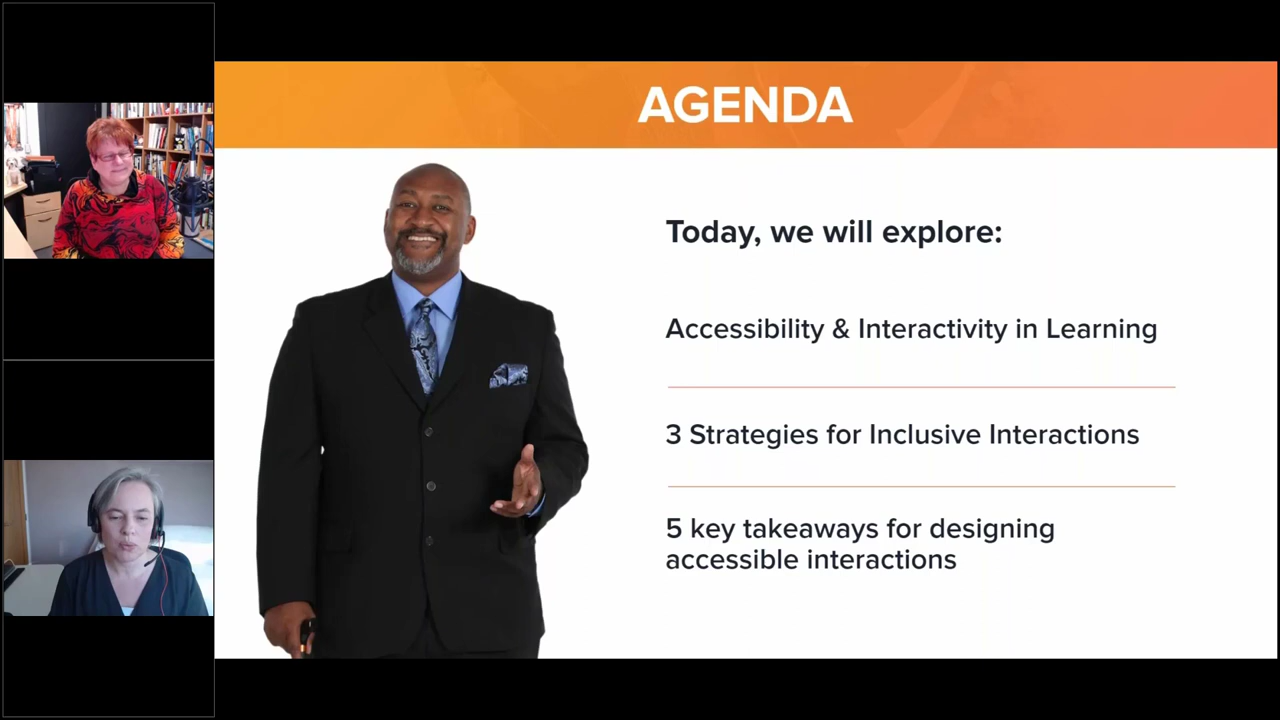 AGENDA
Today, we will explore:
Accessibility & Interactivity in Learning
3 Strategies for Inclusive Interactions
5 key takeaways for designing
accessible interactions